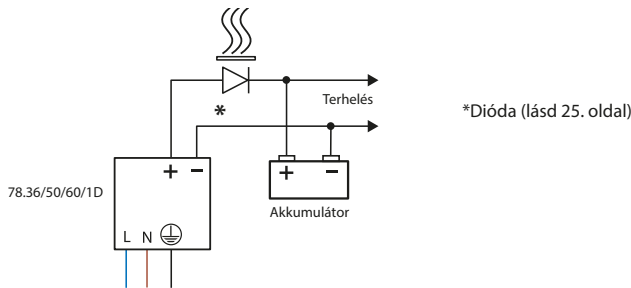 *
Terhelés
*Dióda (lásd 25. oldal)
+ −
+ −
78.36/50/60/1D
Akkumulátor
L N